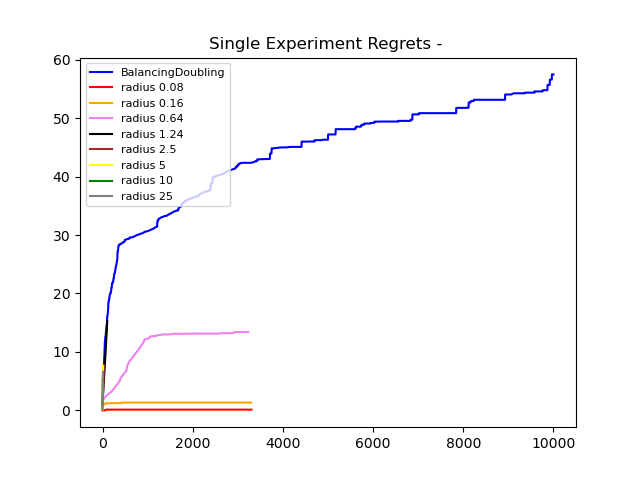 Single Experiment Regrets -
60
50
40
30
20
10
0
BalancingDoubling
radius 0.08
radius 0.16
radius 0.64
radius 1.24
radius 2.5
radius 5
radius 10
radius 25
0 2000 4000 6000 8000 10000